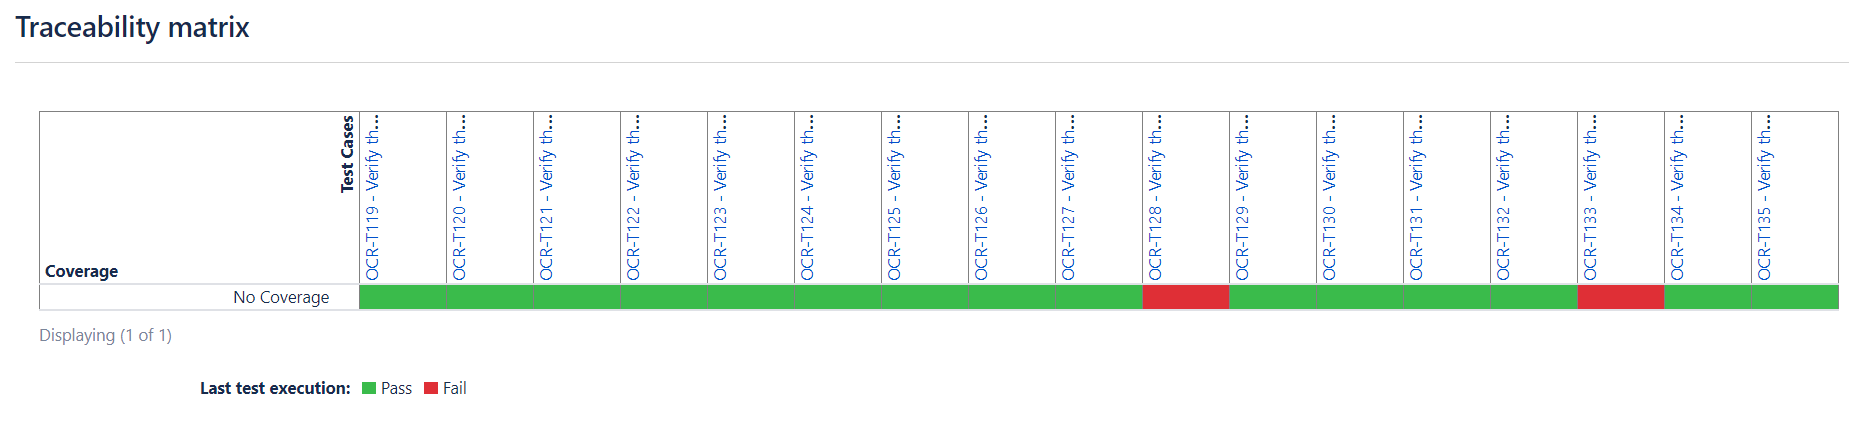 Traceability matrix
Test Cases
OCR-T119 - Verify th...
OCR-T120 - Verify th...
OCR-T121 - Verify th...
OCR-T122 - Verify th...
OCR-T123 - Verify th...
OCR-T124 - Verify th...
OCR-T125 - Verify th...
OCR-T126 - Verify th...
OCR-T127 - Verify th...
OCR-T128 - Verify th...
OCR-T129 - Verify th...
OCR-T130 - Verify th...
OCR-T131 - Verify th...
OCR-T132 - Verify th...
OCR-T133 - Verify th...
OCR-T134 - Verify th...
OCR-T135 - Verify th...
Coverage
No Coverage
Displaying (1 of 1)
Last test execution: Pass Fail